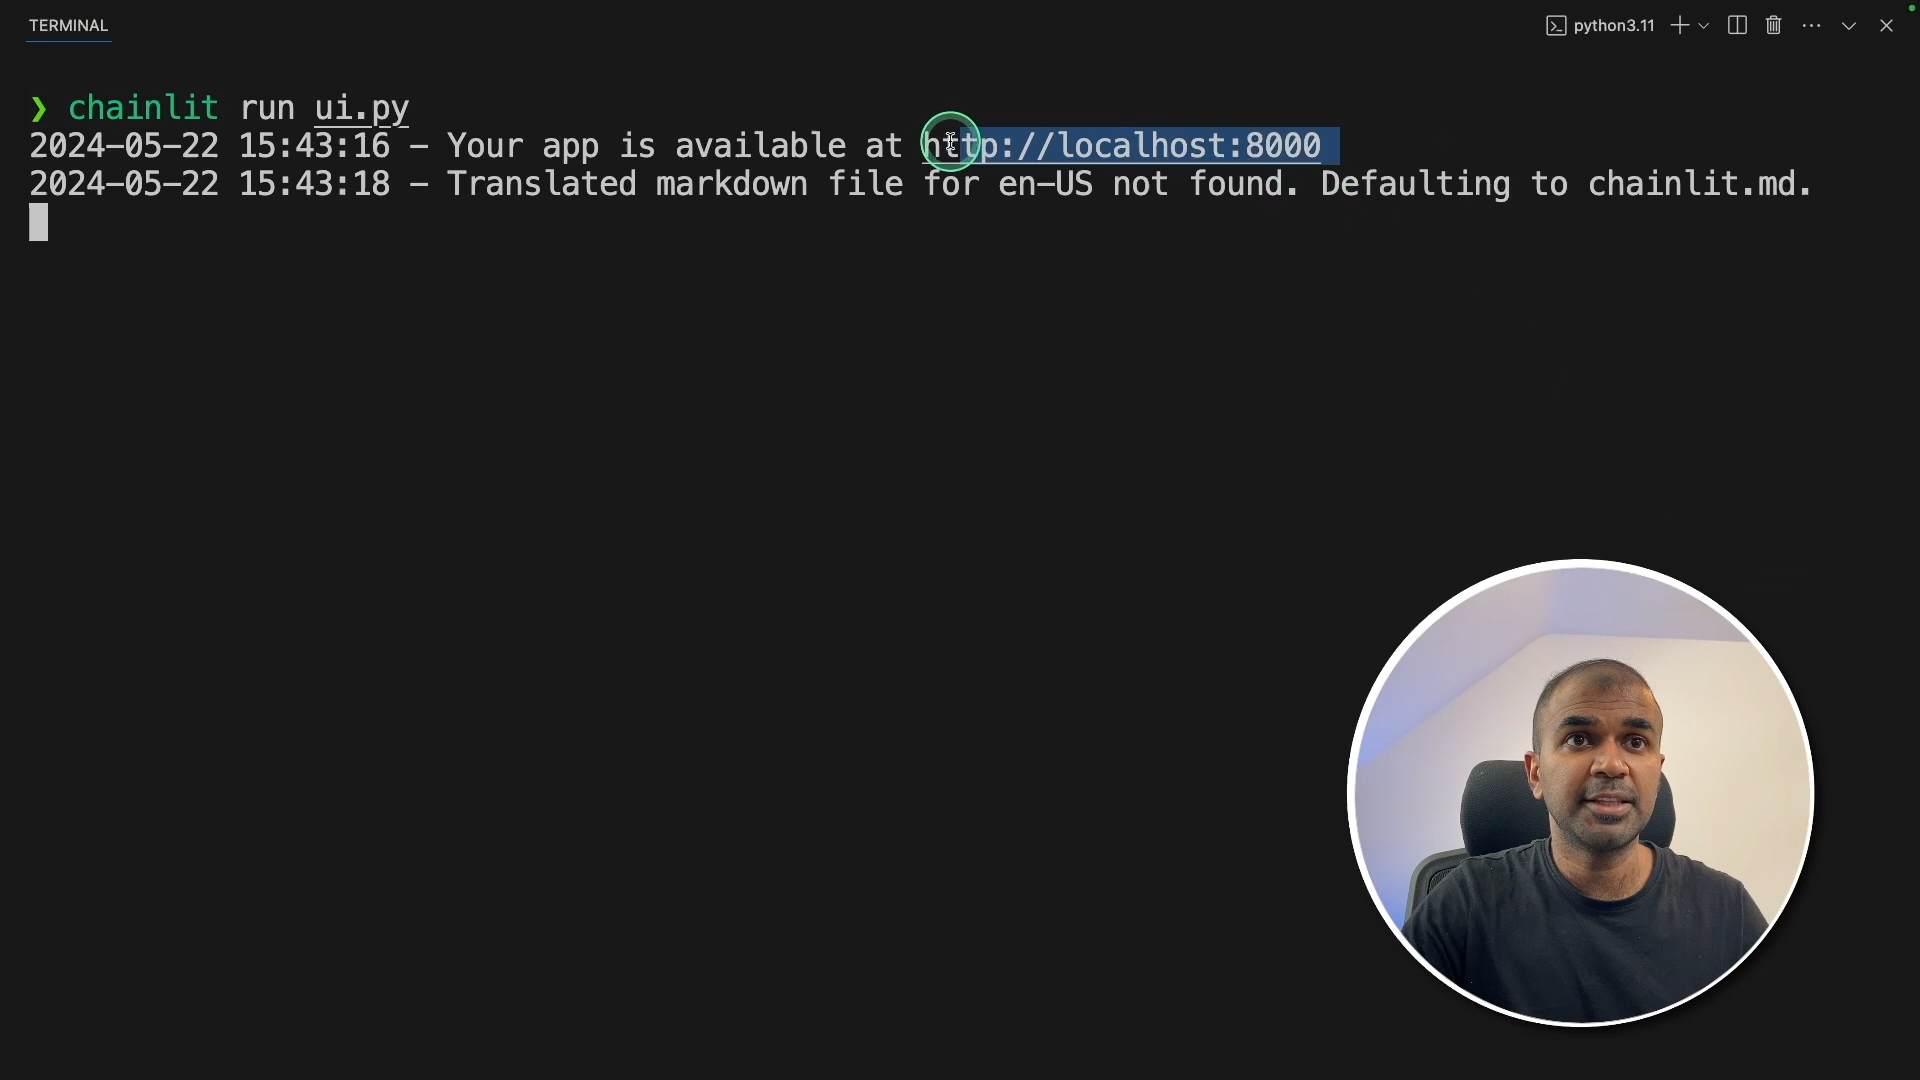 TERMINAL
python3.11
❯ chainlit run ui.py
2024-05-22 15:43:16 - Your app is available at http://localhost:8000
2024-05-22 15:43:18 - Translated markdown file for en-US not found. Defaulting to chainlit.md.